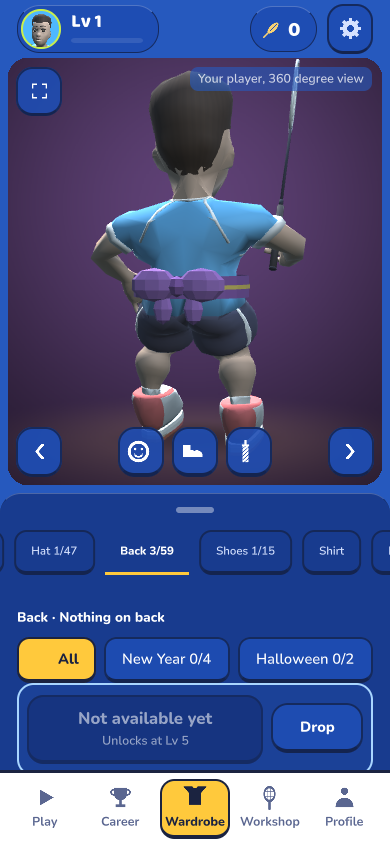 Lv 1
0
Your player, 360 degree view
Hat 1/47
Back 3/59
Shoes 1/15
Shirt
Back · Nothing on back
All
New Year 0/4
Halloween 0/2
Not available yet
Unlocks at Lv 5
Drop
Play
Career
Wardrobe
Workshop
Profile